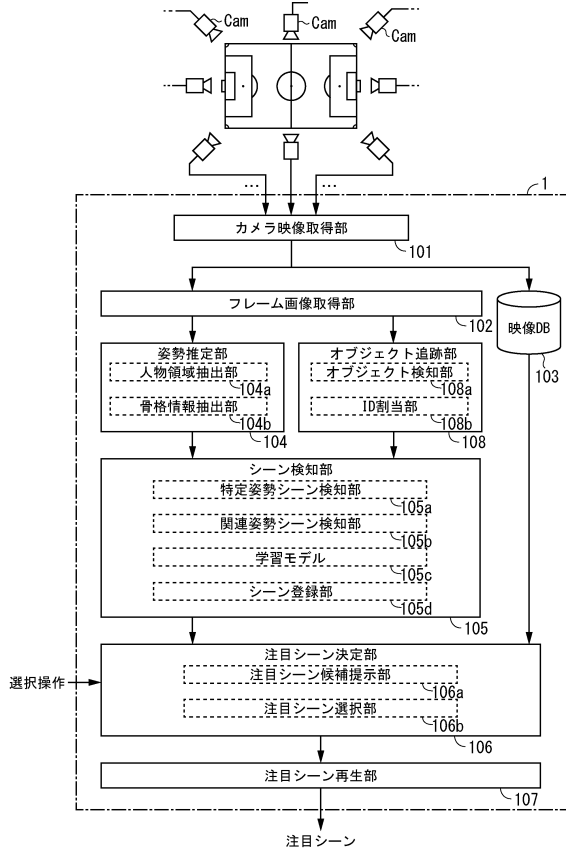 Cam
Cam
Cam
…
…
1
カメラ映像取得部
101
フレーム画像取得部
102
映像DB
103
姿勢推定部
人物領域抽出部
104a
骨格情報抽出部
104b
104
オブジェクト追跡部
オブジェクト検知部
108a
ID割当部
108b
108
シーン検知部
特定姿勢シーン検知部
105a
関連姿勢シーン検知部
105b
学習モデル
105c
シーン登録部
105d
105
選択操作
注目シーン決定部
注目シーン候補提示部
106a
注目シーン選択部
106b
106
注目シーン再生部
107
注目シーン